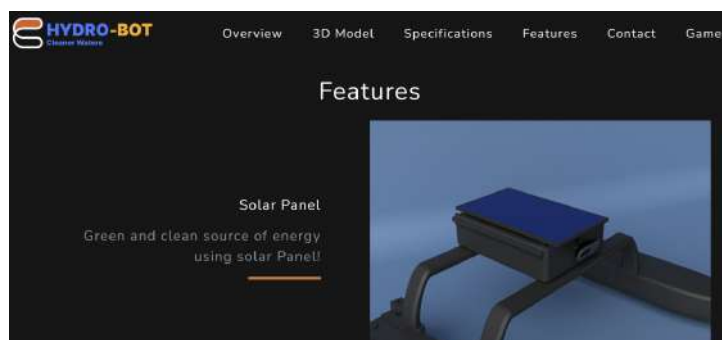 HYDRO-BOT
Cleaner Waters
Overview 3D Model Specifications Features Contact Game
Features
Solar Panel
Green and clean source of energy
using solar Panel!